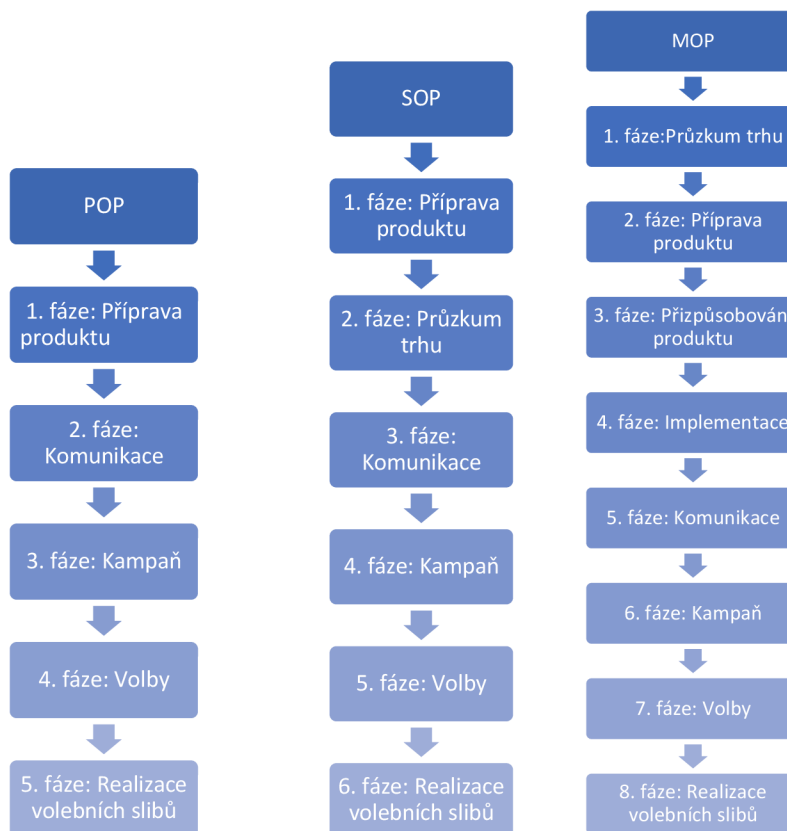 POP
1. fáze: Příprava
produktu
2. fáze:
Komunikace
3. fáze: Kampaň
4. fáze: Volby
5. fáze: Realizace
volebních slibů
SOP
1. fáze: Příprava
produktu
2. fáze: Průzkum
trhu
3. fáze:
Komunikace
4. fáze: Kampaň
5. fáze: Volby
6. fáze: Realizace
volebních slibů
MOP
1. fáze:Průzkum trhu
2. fáze: Příprava
produktu
3. fáze: Přizpůsobování
produktu
4. fáze: Implementace
5. fáze: Komunikace
6. fáze: Kampaň
7. fáze: Volby
8. fáze: Realizace
volebních slibů